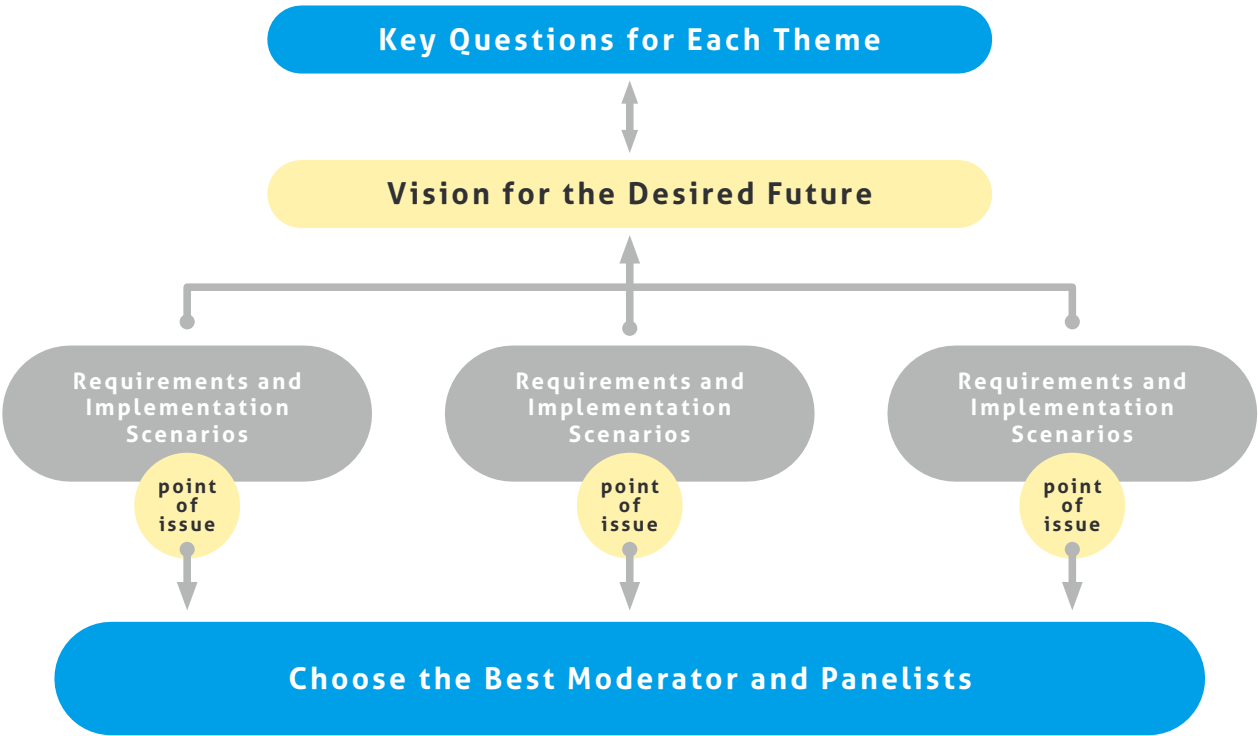 Key Questions for Each Theme
Vision for the Desired Future
Requirements and
Implementation
Scenarios
point
of
issue
Requirements and
Implementation
Scenarios
point
of
issue
Requirements and
Implementation
Scenarios
point
of
issue
Choose the Best Moderator and Panelists